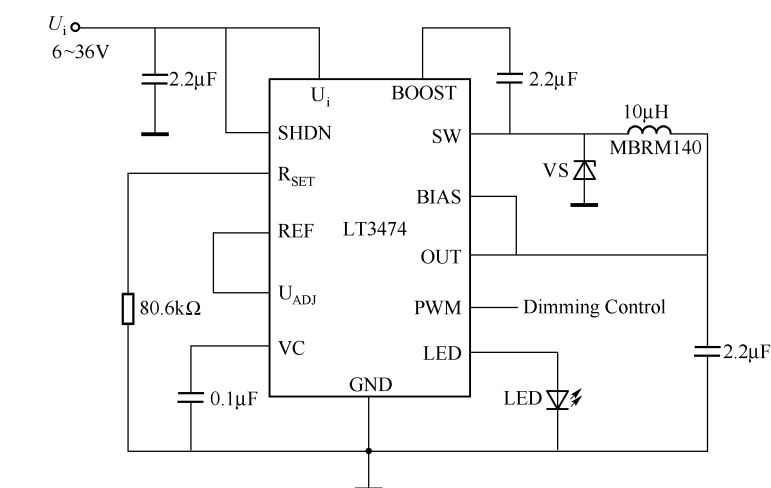 Ui
6~36V
2.2μF
Ui
BOOST
2.2μF
SHDN
SW
10μH
MBRM140
VS
RSET
BIAS
REF
LT3474
OUT
UADJ
80.6kΩ
PWM
Dimming Control
VC
LED
2.2μF
GND
0.1μF
LED